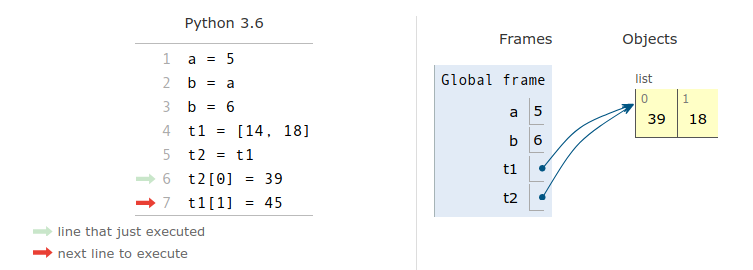 Python 3.6
1 a = 5
2 b = a
3 b = 6
4 t1 = [14, 18]
5 t2 = t1
6 t2[0] = 39
7 t1[1] = 45
line that just executed
next line to execute
Frames Objects
Global frame
a 5
b 6
t1
t2
list
0 1
39 18